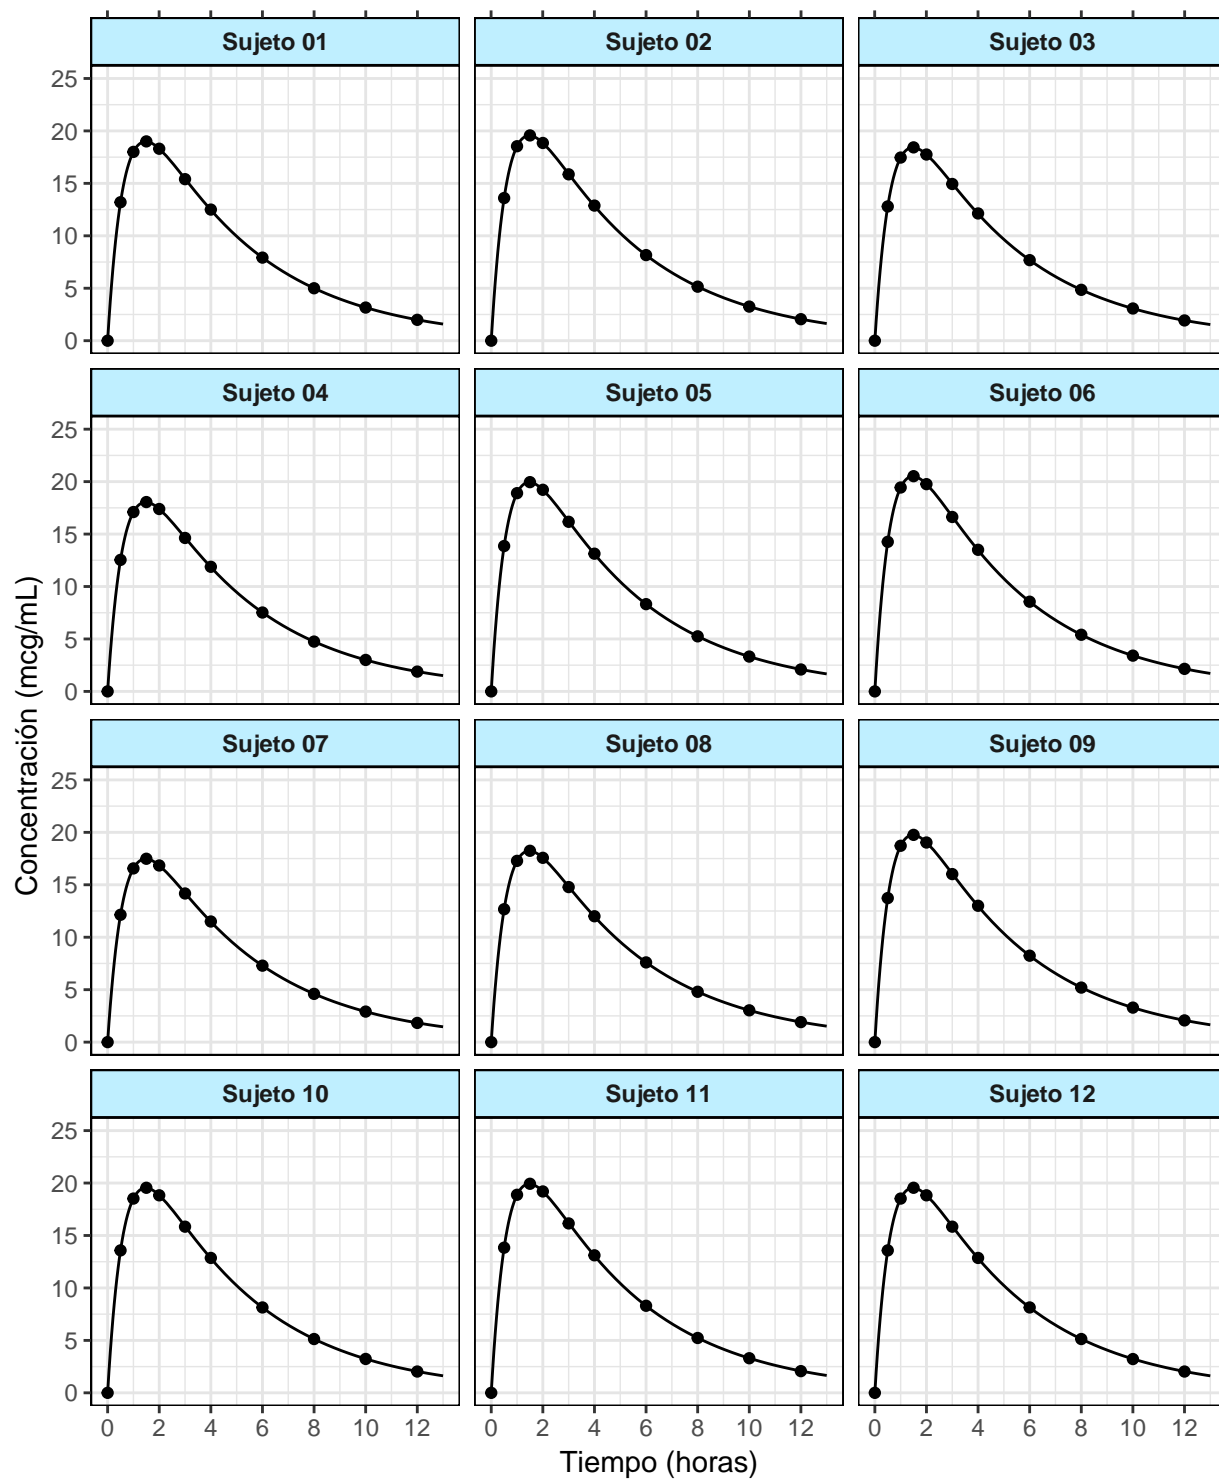 Sujeto 01
Sujeto 02
Sujeto 03
25
20
15
10
5
0
Sujeto 04
Sujeto 05
Sujeto 06
25
20
15
10
5
0
Sujeto 07
Sujeto 08
Sujeto 09
25
20
15
10
5
0
Sujeto 10
Sujeto 11
Sujeto 12
25
20
15
10
5
0
0 2 4 6 8 10 12
0 2 4 6 8 10 12
0 2 4 6 8 10 12
Tiempo (horas)
Concentración (mcg/mL)